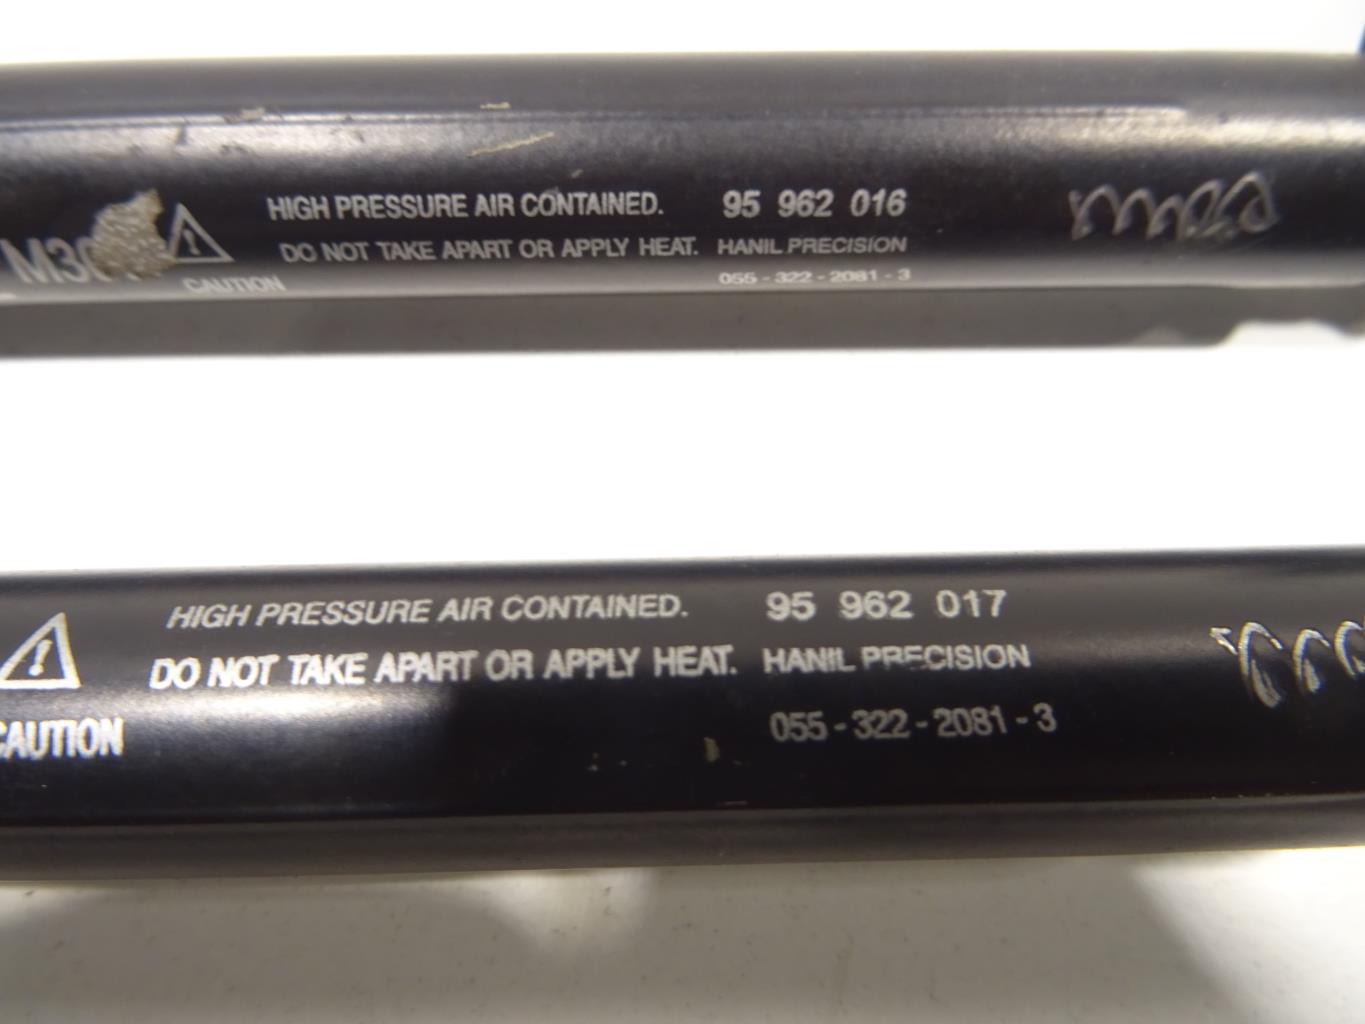 HIGH PRESSURE AIR CONTAINED. 95 962 016
DO NOT TAKE APART OR APPLY HEAT. HANIL PRECISION
CAUTION 055-322-2081-3
HIGH PRESSURE AIR CONTAINED. 95 962 017
DO NOT TAKE APART OR APPLY HEAT. HANIL PRECISION
CAUTION 055-322-2081-3